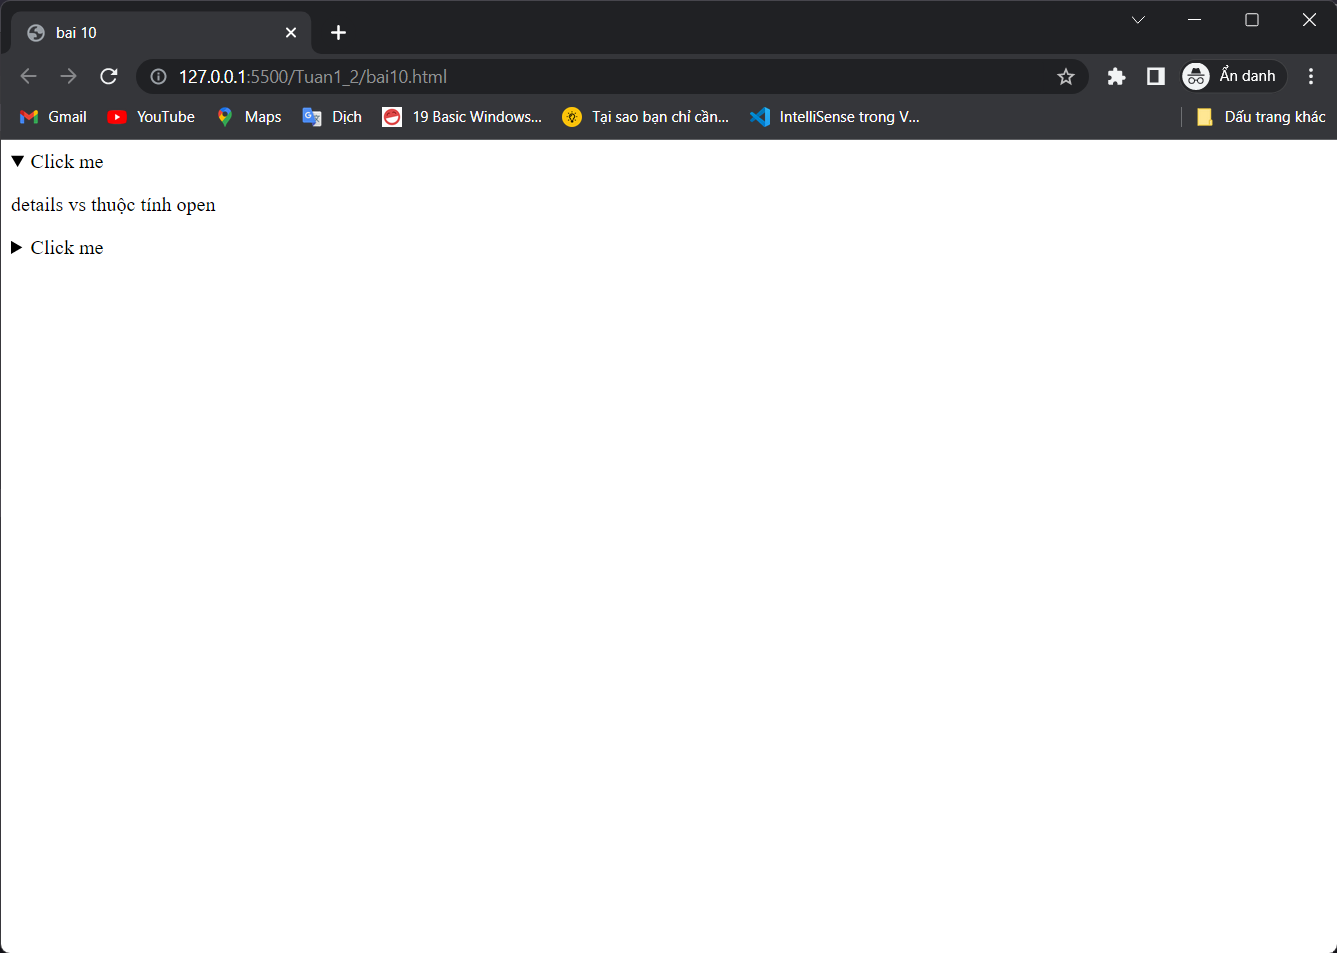 bai 10
127.0.0.1:5500/Tuan1_2/bai10.html
Ẩn danh
Gmail YouTube Maps Dịch 19 Basic Windows... Tại sao bạn chỉ cần... IntelliSense trong V... Dấu trang khác
Click me
details vs thuộc tính open
Click me